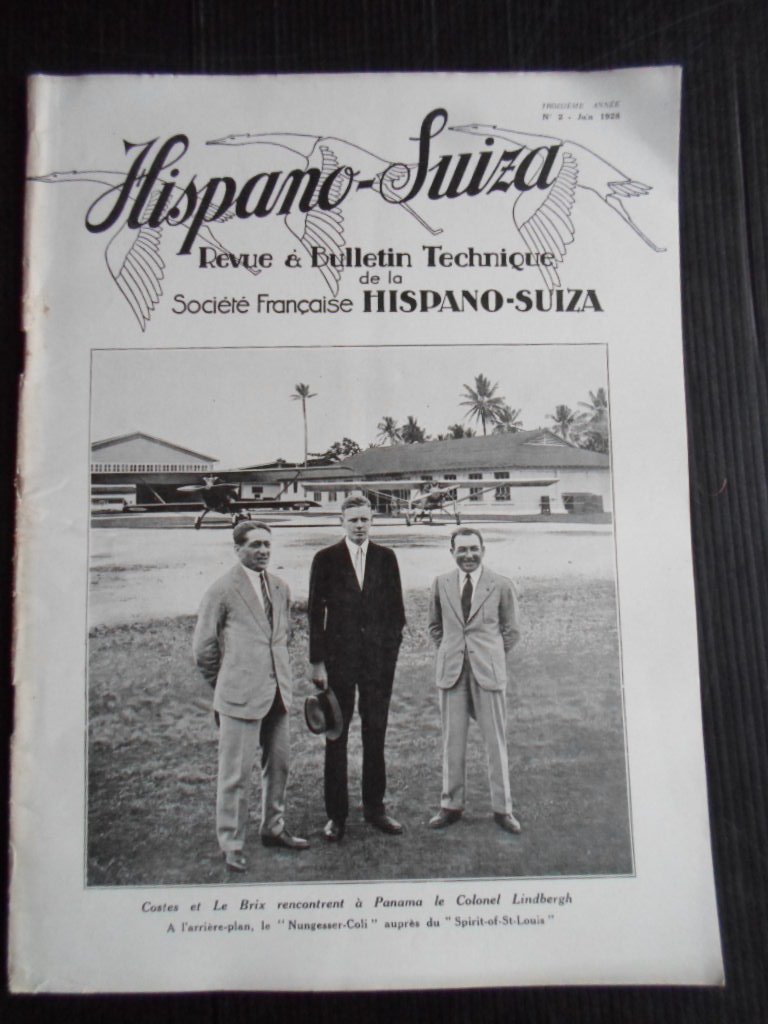 TROISIÈME ANNÉE
N° 2 - Juin 1928
Hispano-Suiza
Revue & Bulletin Technique
de la
Société Française HISPANO-SUIZA
Costes et Le Brix rencontrent à Panama le Colonel Lindbergh
A l'arrière-plan, le "Nungesser-Coli" auprès du "Spirit-of-St-Louis"